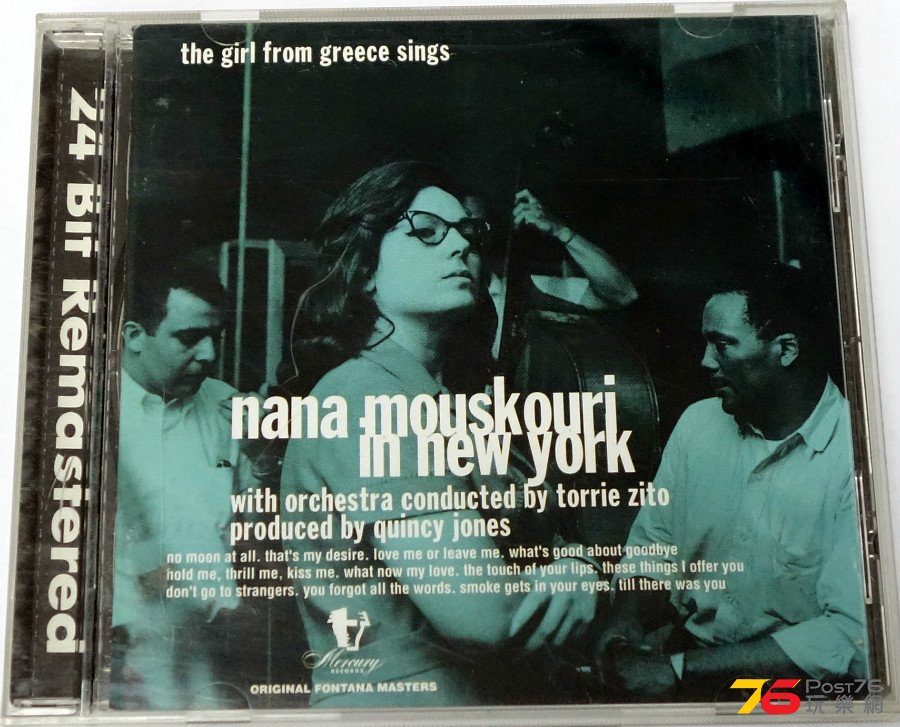 the girl from greece sings
24 Bit Remastered
nana mouskouri
in new york
with orchestra conducted by torrie zito
produced by quincy jones
no moon at all. that's my desire. love me or leave me. what's good about goodbye
hold me, thrill me, kiss me. what now my love. the touch of your lips. these things I offer you
don't go to strangers. you forgot all the words. smoke gets in your eyes. till there was you
Mercury
RECORDS
ORIGINAL FONTANA MASTERS
76 POST76
玩樂網